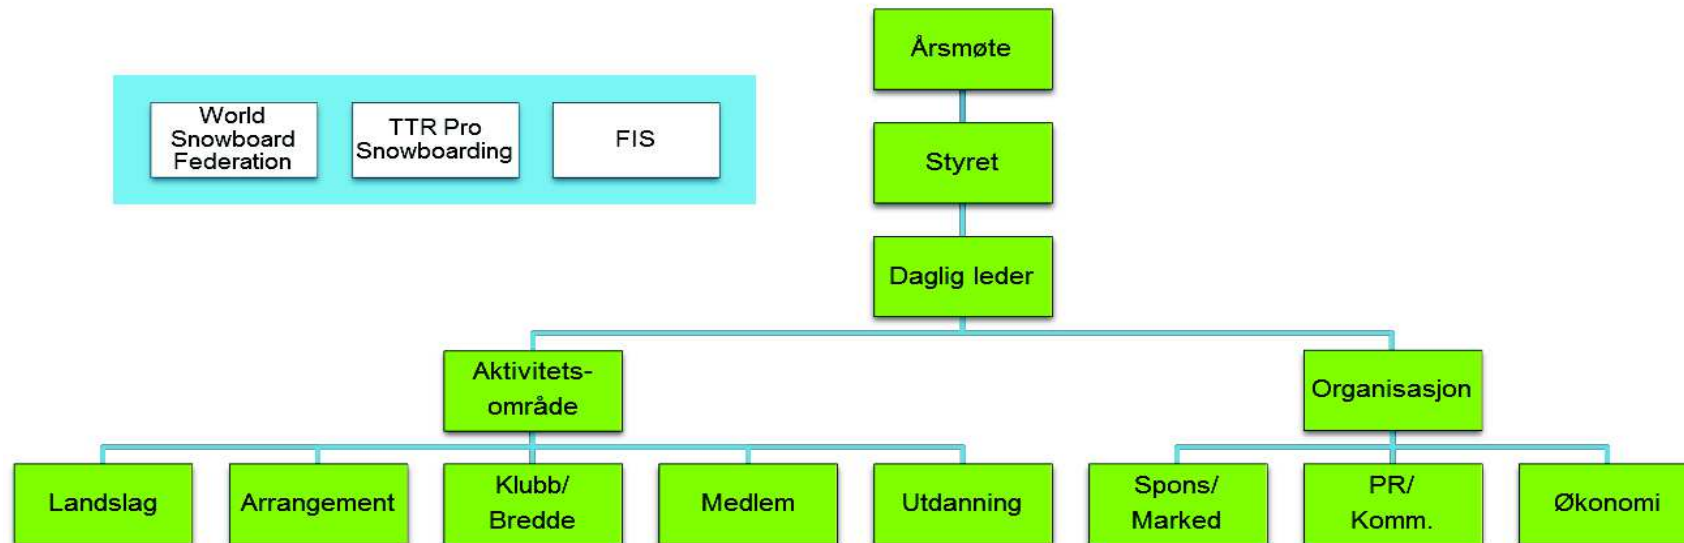 Årsmøte
World
Snowboard
Federation
TTR Pro
Snowboarding
FIS
Styret
Daglig leder
Aktivitets-
område
Organisasjon
Landslag
Arrangement
Klubb/
Bredde
Medlem
Utdanning
Spons/
Marked
PR/
Komm.
Økonomi